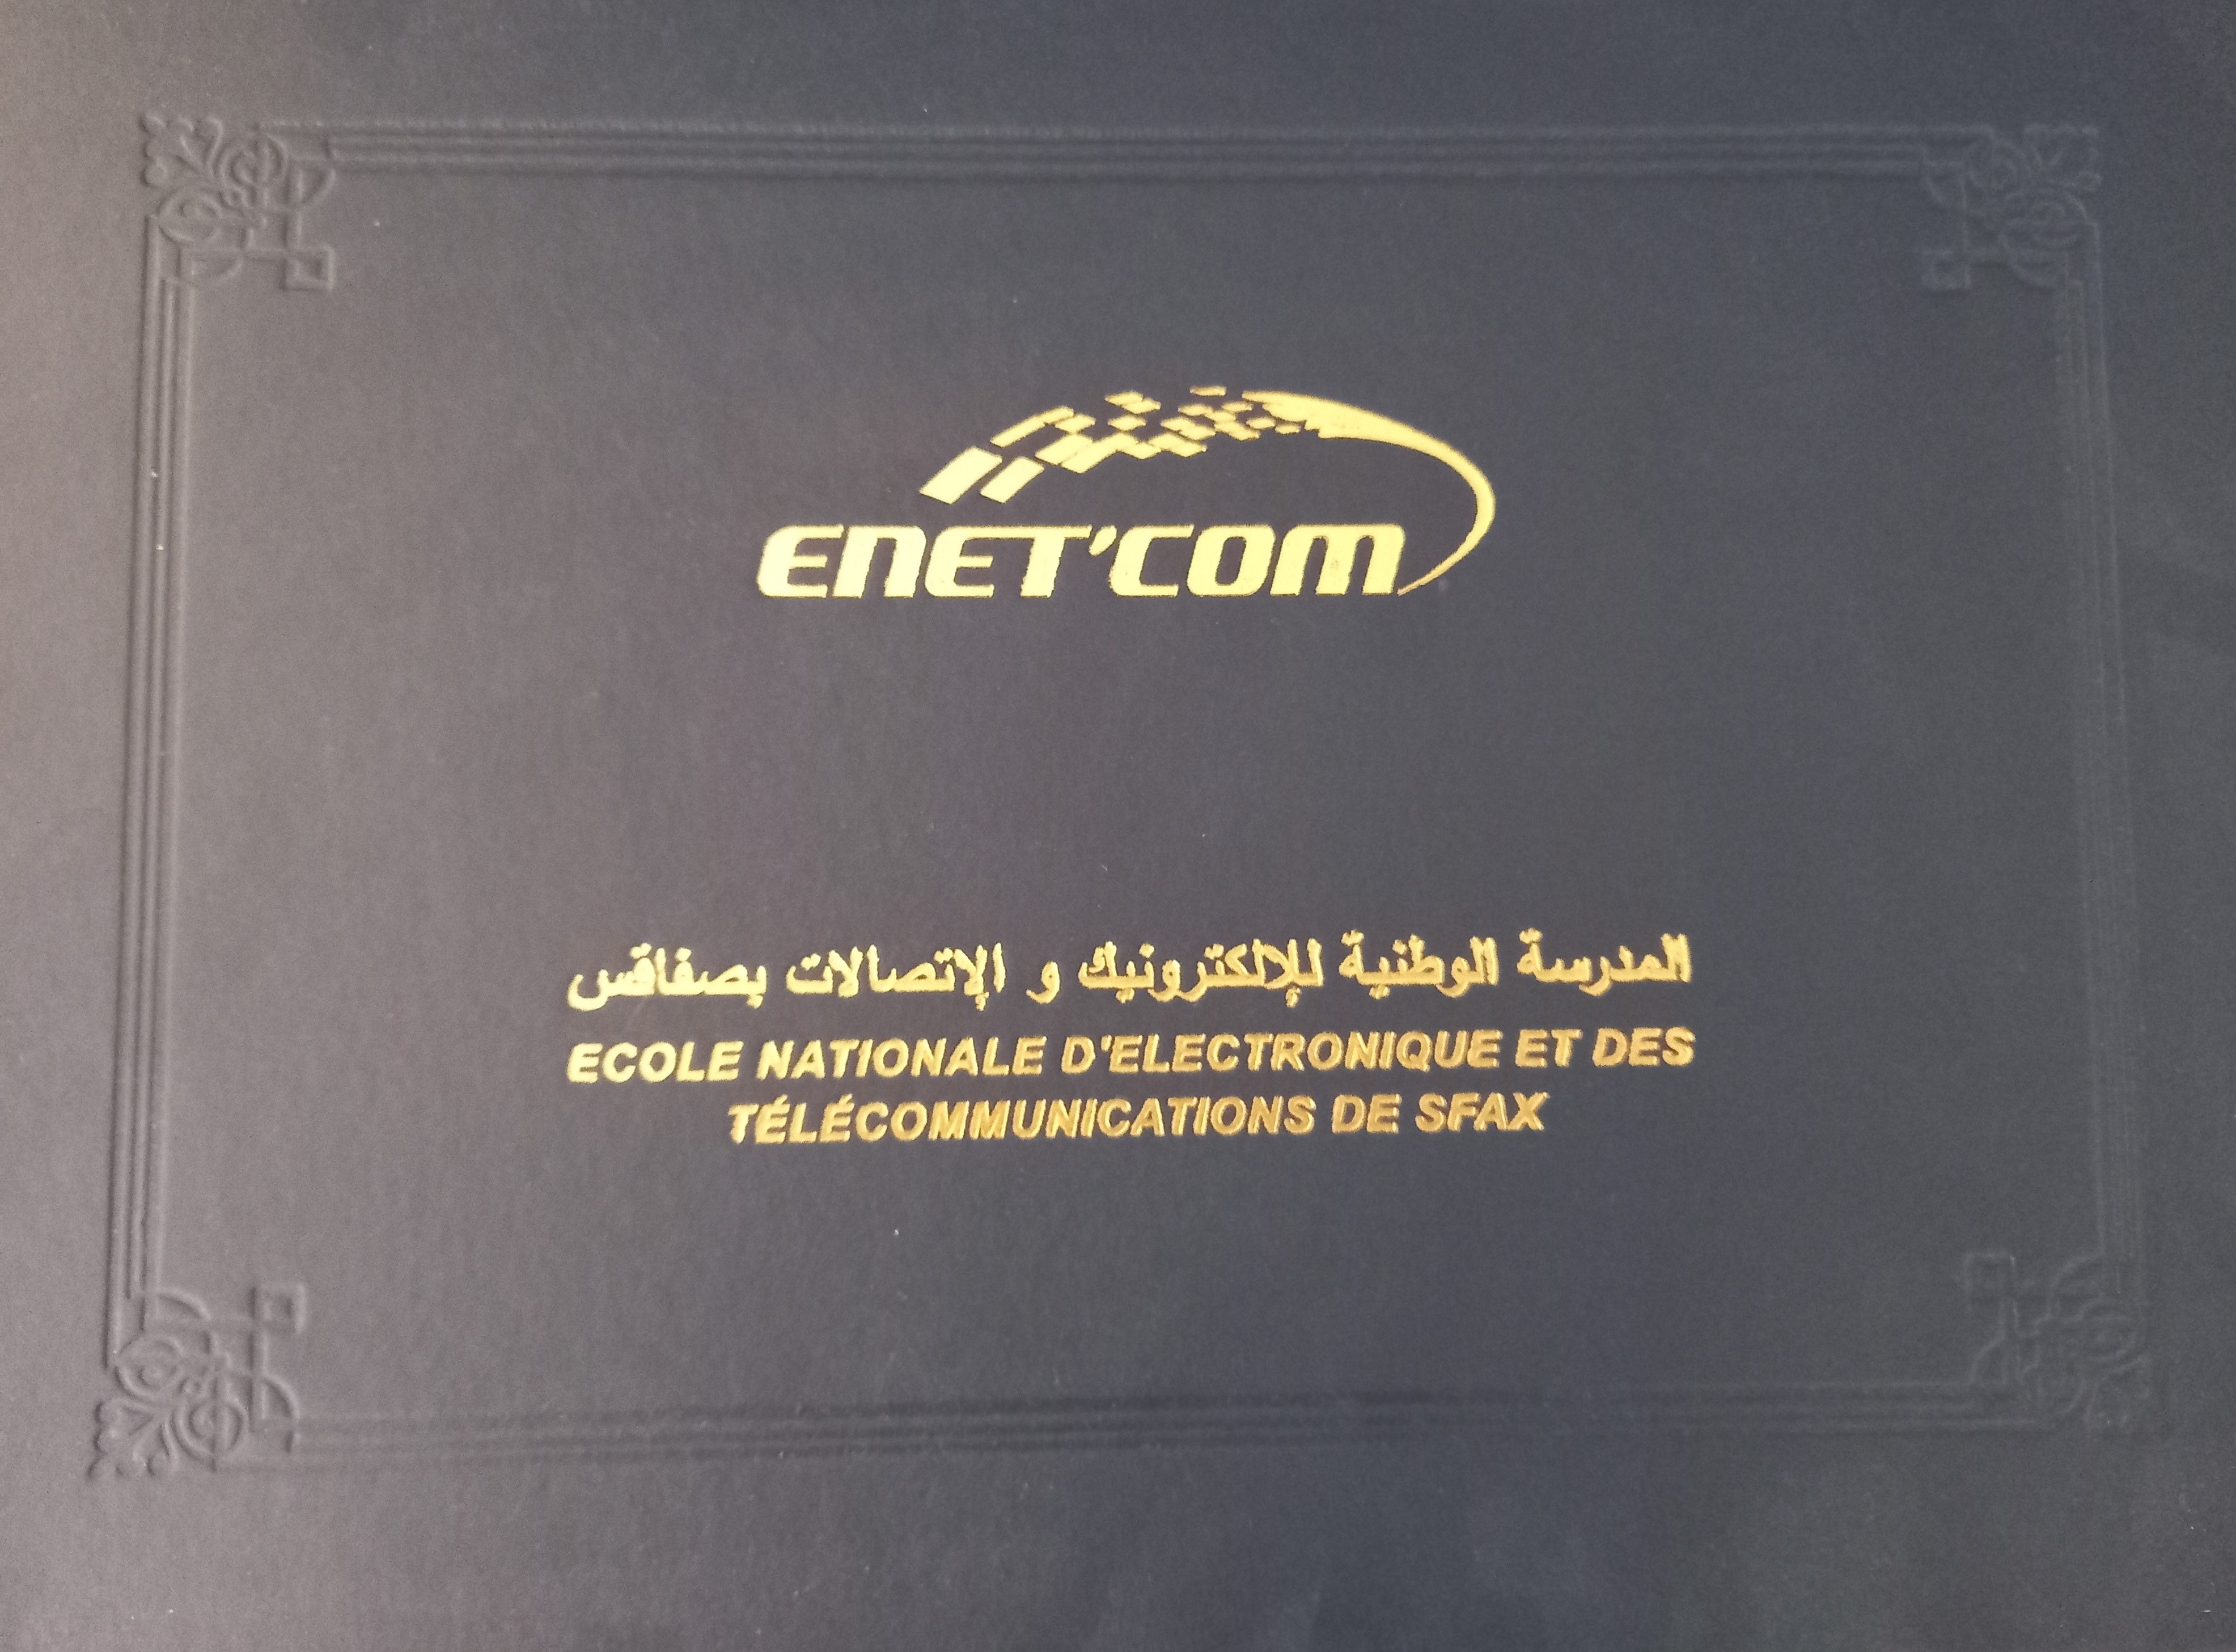 ENET'COM
المدرسة الوطنية للإلكترونيك و الإتصالات بصفاقس
ECOLE NATIONALE D'ELECTRONIQUE ET DES
TÉLÉCOMMUNICATIONS DE SFAX